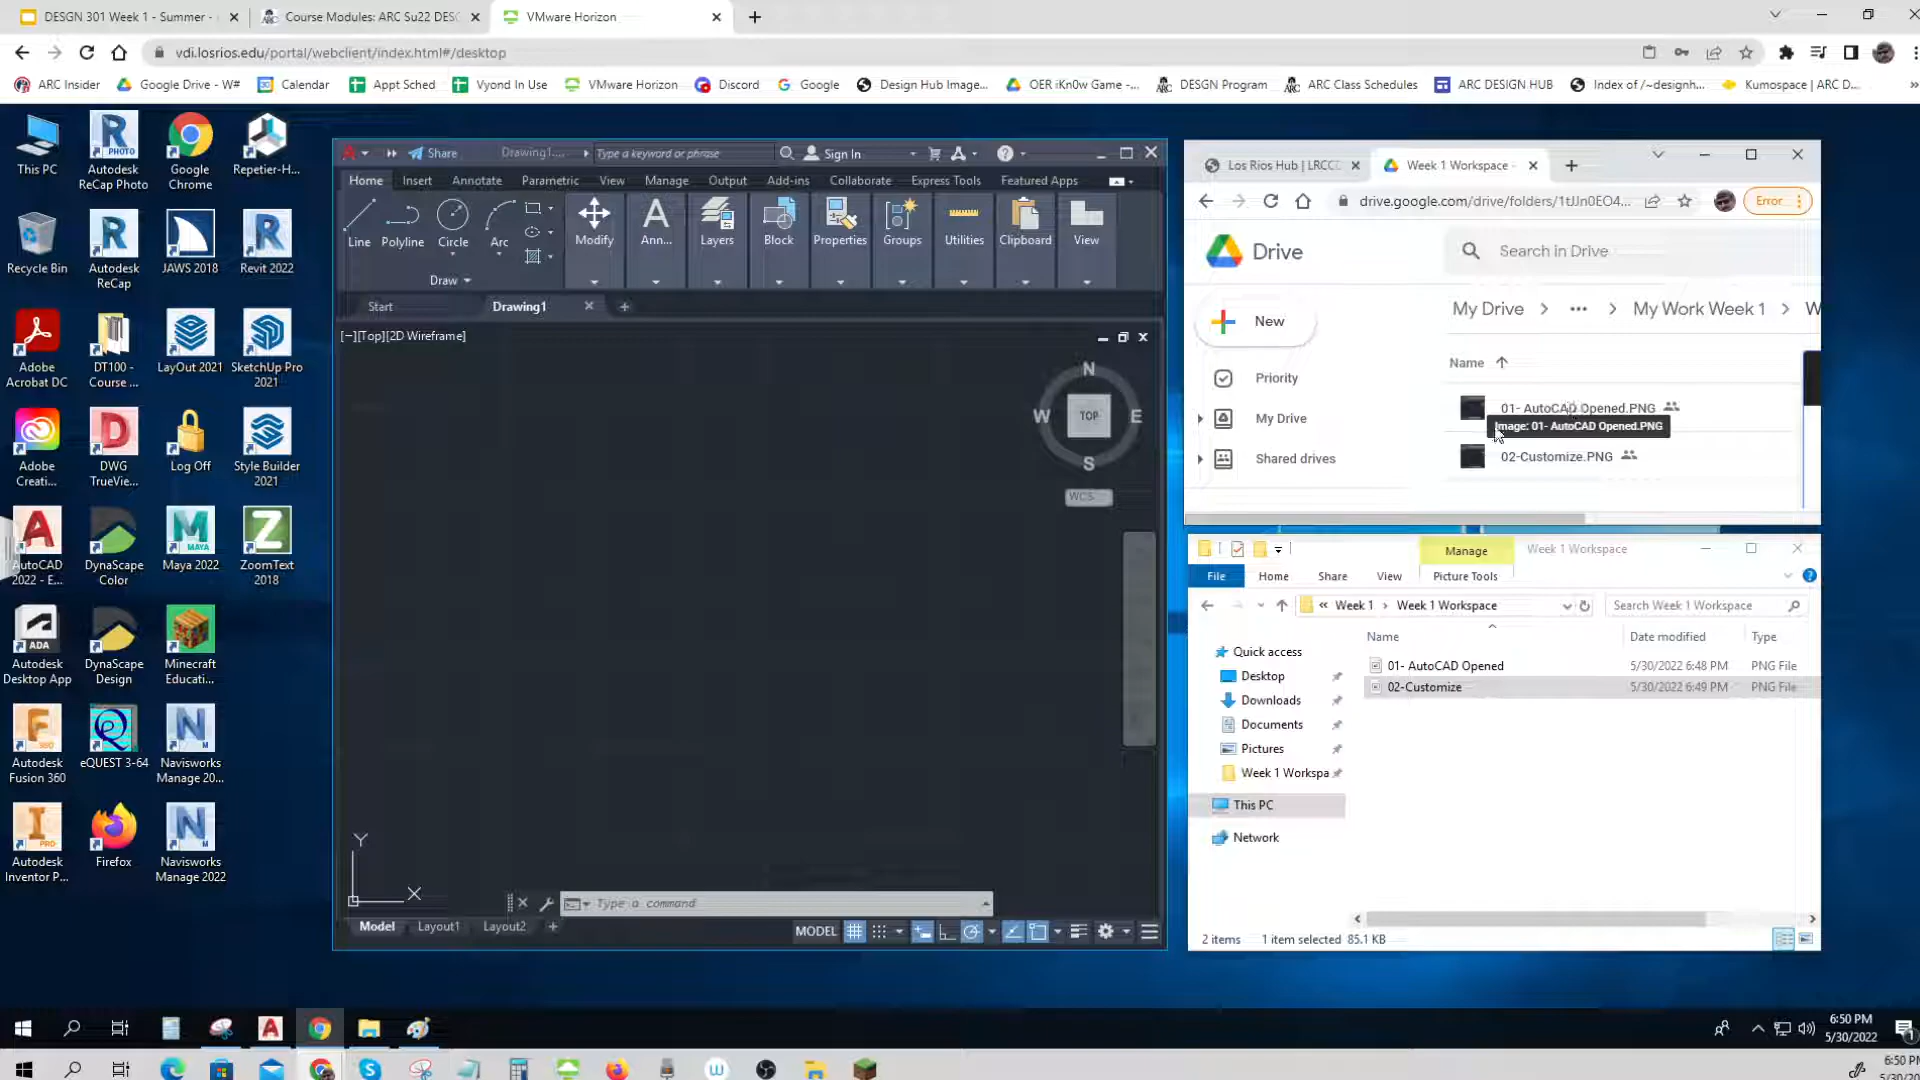 DESGN 301 Week 1 - Summer -
Course Modules: ARC Su22 DESC
VMware Horizon
vdi.losrios.edu/portal/webclient/index.html#/desktop
ARC Insider
Google Drive - W#
Calendar
Appt Sched
Vyond In Use
VMware Horizon
Discord
Google
Design Hub Image...
OER iKn0w Game -...
DESGN Program
ARC Class Schedules
ARC DESIGN HUB
Index of /~designh...
Kumospace | ARC D...
This PC
Autodesk
ReCap Photo
Google
Chrome
Repetier-H...
Recycle Bin
Autodesk
ReCap
JAWS 2018
Revit 2022
Adobe
Acrobat DC
DT100 -
Course ...
LayOut 2021
SketchUp Pro
2021
Adobe
Creati...
DWG
TrueVie...
Log Off
Style Builder
2021
AutoCAD
2022 - E...
DynaScape
Color
Maya 2022
ZoomText
2018
Autodesk
Desktop App
DynaScape
Design
Minecraft
Educati...
Autodesk
Fusion 360
eQUEST 3-64
Navisworks
Manage 20...
Autodesk
Inventor P...
Firefox
Navisworks
Manage 2022
Share
Drawing1....
Type a keyword or phrase
Sign In
Home
Insert
Annotate
Parametric
View
Manage
Output
Add-ins
Collaborate
Express Tools
Featured Apps
Line
Polyline
Circle
Arc
Modify
Ann...
Layers
Block
Properties
Groups
Utilities
Clipboard
View
Draw
Start
Drawing1
[−][Top][2D Wireframe]
N
W
TOP
E
S
WCS
Y
X
Type a command
Model
Layout1
Layout2
MODEL
Los Rios Hub | LRCCD
Week 1 Workspace -
drive.google.com/drive/folders/1tJJn0EO4...
Error
Drive
Search in Drive
New
My Drive
...
My Work Week 1
W
Name
Priority
My Drive
Shared drives
01- AutoCAD Opened.PNG
Image: 01- AutoCAD Opened.PNG
02-Customize.PNG
Manage
Week 1 Workspace
File
Home
Share
View
Picture Tools
« Week 1
Week 1 Workspace
Search Week 1 Workspace
Name
Date modified
Type
Quick access
Desktop
Downloads
Documents
Pictures
Week 1 Workspa
This PC
Network
01- AutoCAD Opened
5/30/2022 6:48 PM
PNG File
02-Customize
5/30/2022 6:49 PM
PNG File
2 items
1 item selected 85.1 KB
6:50 PM
5/30/2022
1
6:50 PM